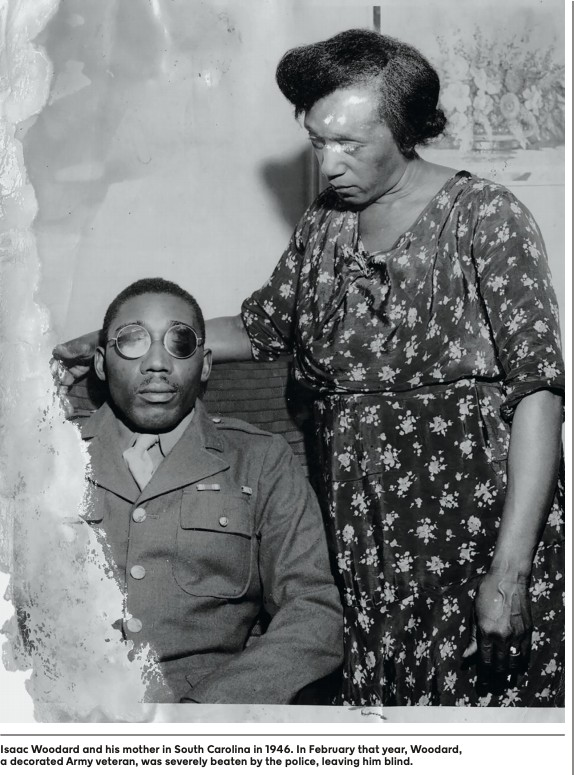 Isaac Woodard and his mother in South Carolina in 1946. In February that year, Woodard,
a decorated Army veteran, was severely beaten by the police, leaving him blind.